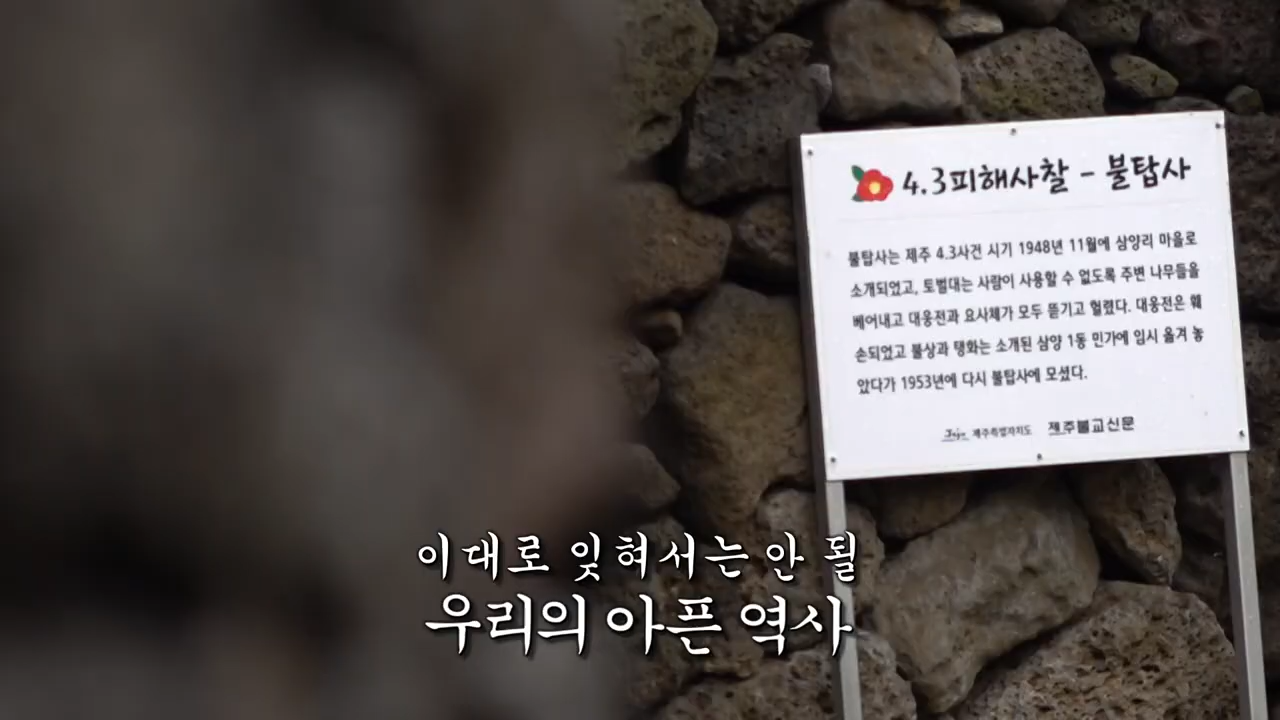 4.3피해사찰 - 불탑사
불탑사는 제주 4.3사건 시기 1948년 11월에 삼양리 마을로
소개되었고, 토벌대는 사람이 사용할 수 없도록 주변 나무들을
베어내고 대웅전과 요사체가 모두 뜯기고 헐렸다. 대웅전은 훼
손되었고 불상과 탱화는 소개된 삼양 1동 민가에 임시 옮겨 놓
았다가 1953년에 다시 불탑사에 모셨다.
Jeju 제주특별자치도 제주불교신문
이대로 잊혀서는 안 될
우리의 아픈 역사